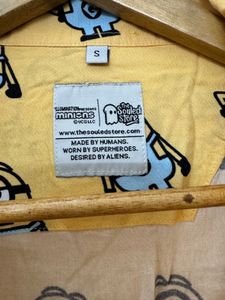 S
ILLUMINATION PRESENTS
minions
©UCS LLC
the
Souled
Store
www.thesouledstore.com
MADE BY HUMANS.
WORN BY SUPERHEROES.
DESIRED BY ALIENS.